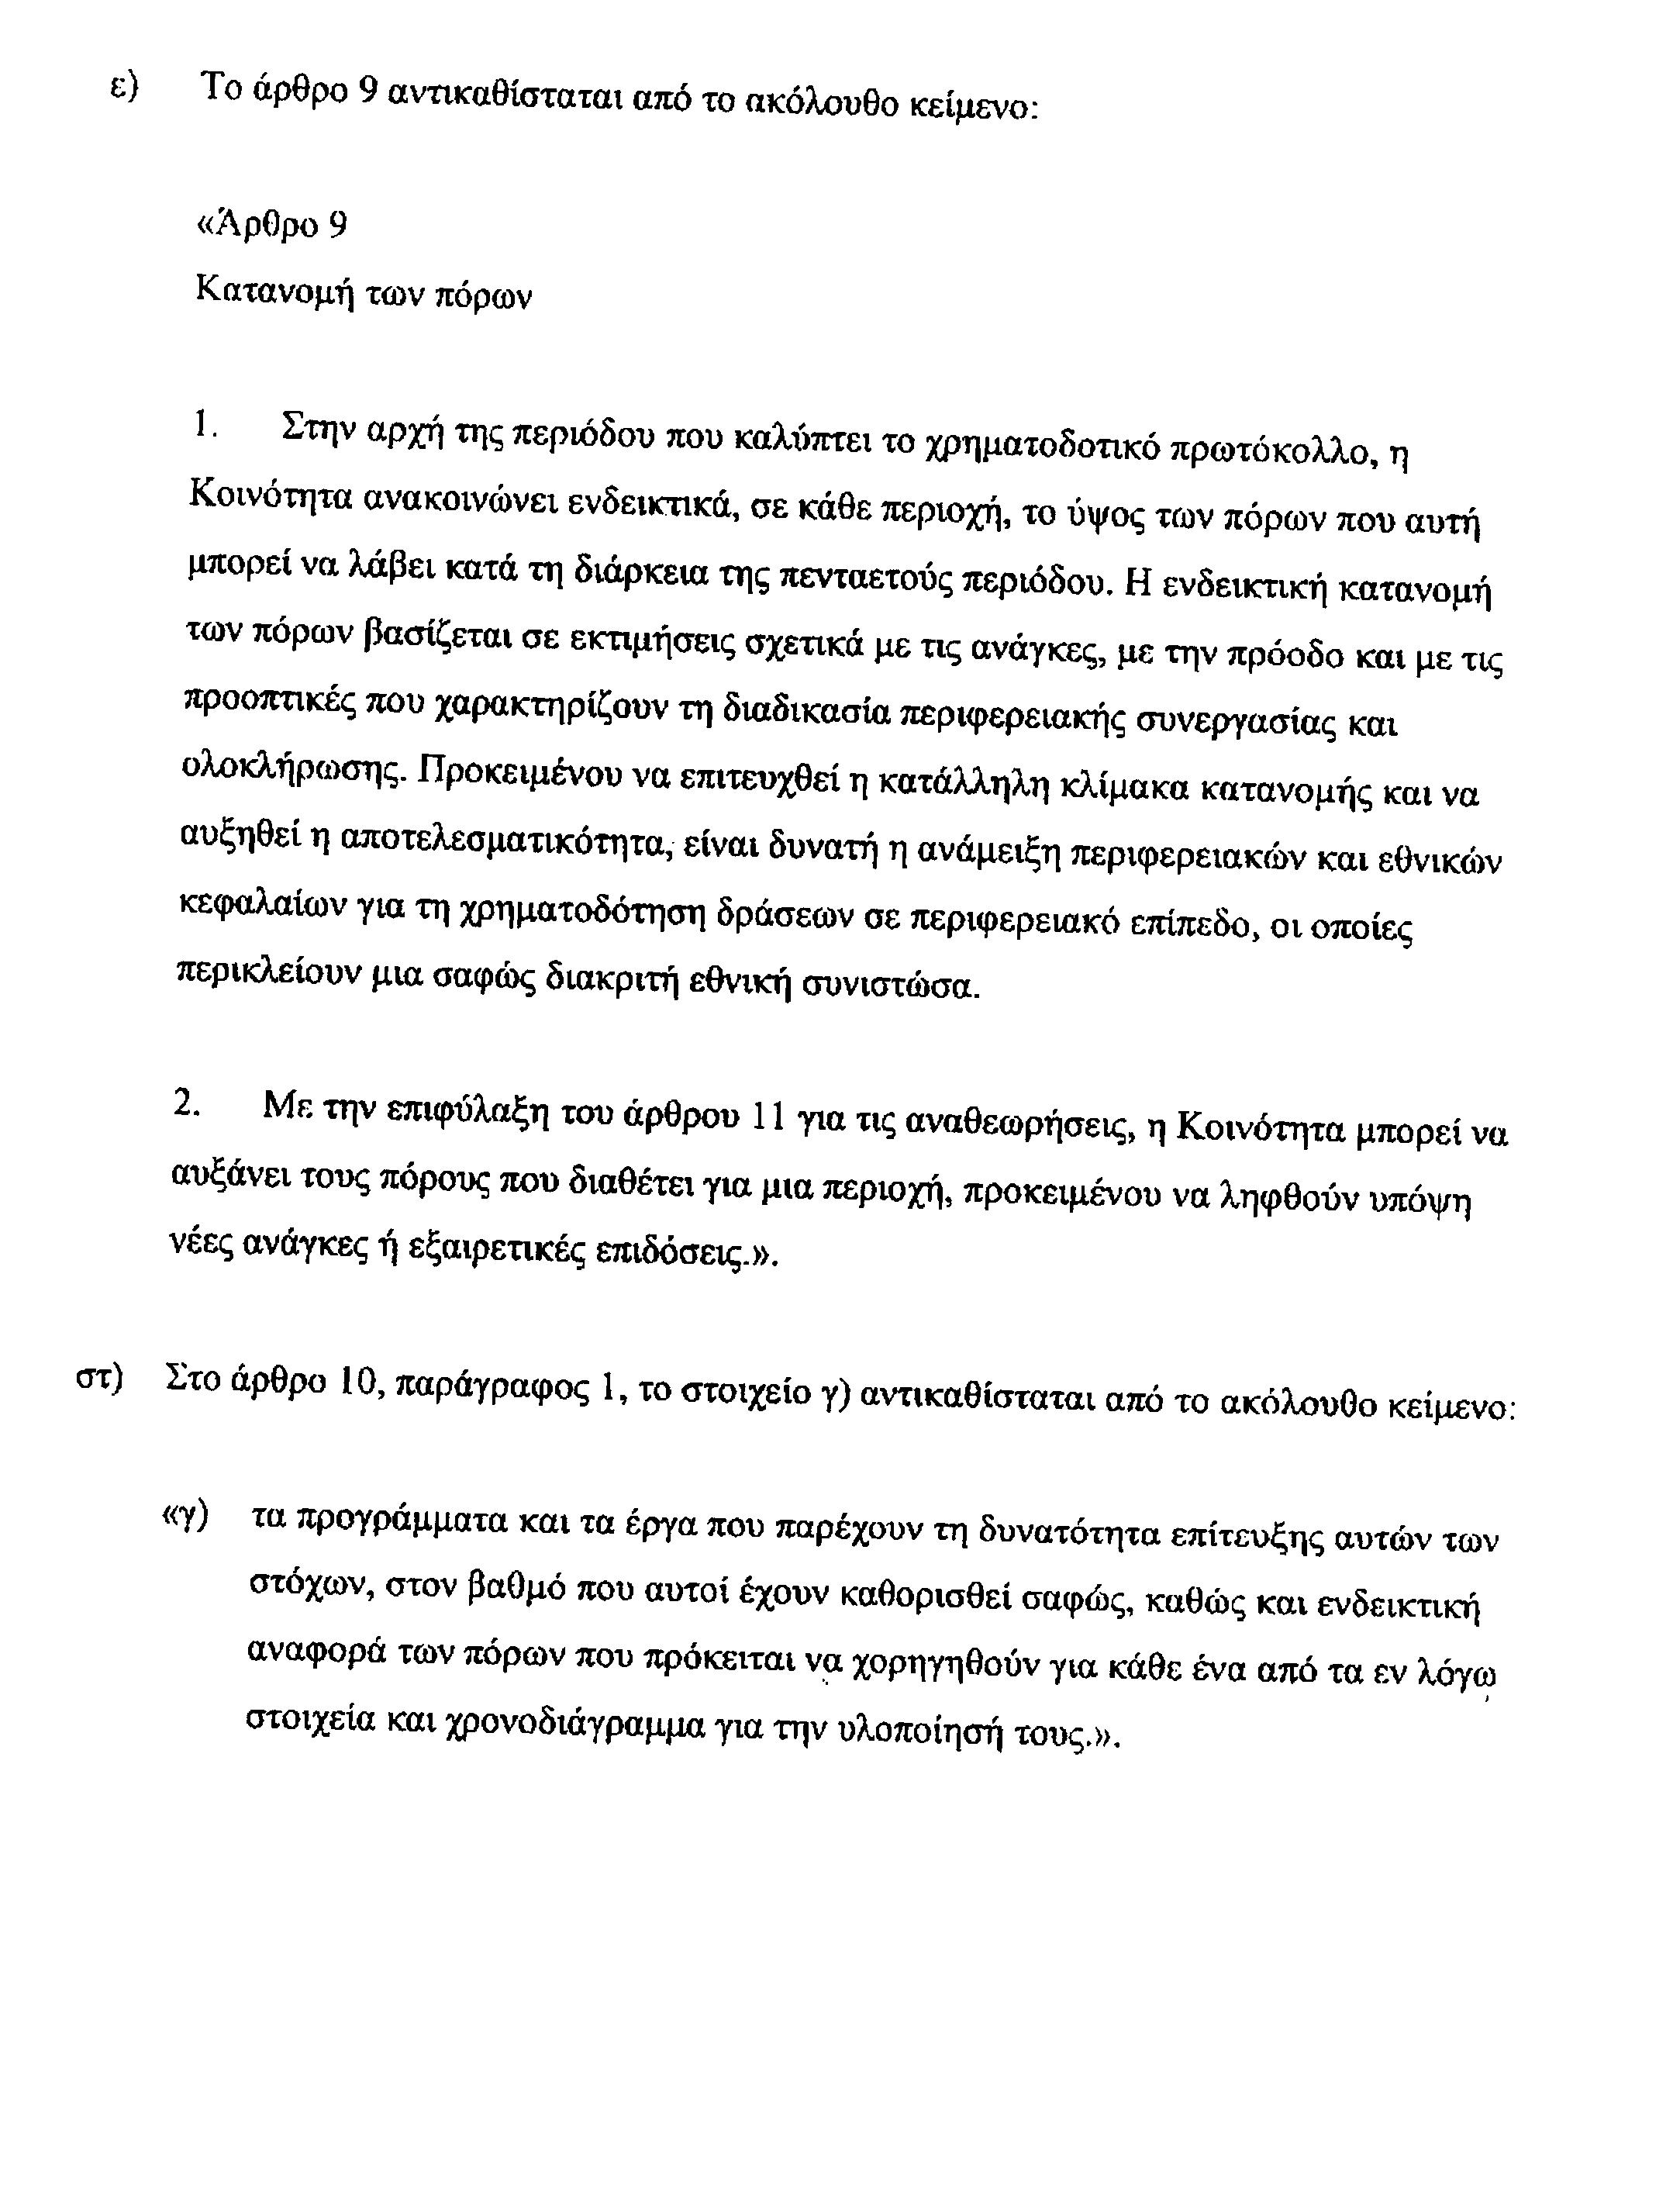 ε) Το άρθρο 9 αντικαθίσταται από το ακόλουθο κείμενο:
«Άρθρο 9
Κατανομή των πόρων
1. Στην αρχή της περιόδου που καλύπτει το χρηματοδοτικό πρωτόκολλο, η
Κοινότητα ανακοινώνει ενδεικτικά, σε κάθε περιοχή, το ύψος των πόρων που αυτή
μπορεί να λάβει κατά τη διάρκεια της πενταετούς περιόδου. Η ενδεικτική κατανομή
των πόρων βασίζεται σε εκτιμήσεις σχετικά με τις ανάγκες, με την πρόοδο και με τις
προοπτικές που χαρακτηρίζουν τη διαδικασία περιφερειακής συνεργασίας και
ολοκλήρωσης. Προκειμένου να επιτευχθεί η κατάλληλη κλίμακα κατανομής και να
αυξηθεί η αποτελεσματικότητα, είναι δυνατή η ανάμειξη περιφερειακών και εθνικών
κεφαλαίων για τη χρηματοδότηση δράσεων σε περιφερειακό επίπεδο, οι οποίες
περικλείουν μια σαφώς διακριτή εθνική συνιστώσα.
2. Με την επιφύλαξη του άρθρου 11 για τις αναθεωρήσεις, η Κοινότητα μπορεί να
αυξάνει τους πόρους που διαθέτει για μια περιοχή, προκειμένου να ληφθούν υπόψη
νέες ανάγκες ή εξαιρετικές επιδόσεις.».
στ) Στο άρθρο 10, παράγραφος 1, το στοιχείο γ) αντικαθίσταται από το ακόλουθο κείμενο:
«γ) τα προγράμματα και τα έργα που παρέχουν τη δυνατότητα επίτευξης αυτών των
στόχων, στον βαθμό που αυτοί έχουν καθορισθεί σαφώς, καθώς και ενδεικτική
αναφορά των πόρων που πρόκειται να χορηγηθούν για κάθε ένα από τα εν λόγω
στοιχεία και χρονοδιάγραμμα για την υλοποίησή τους.».